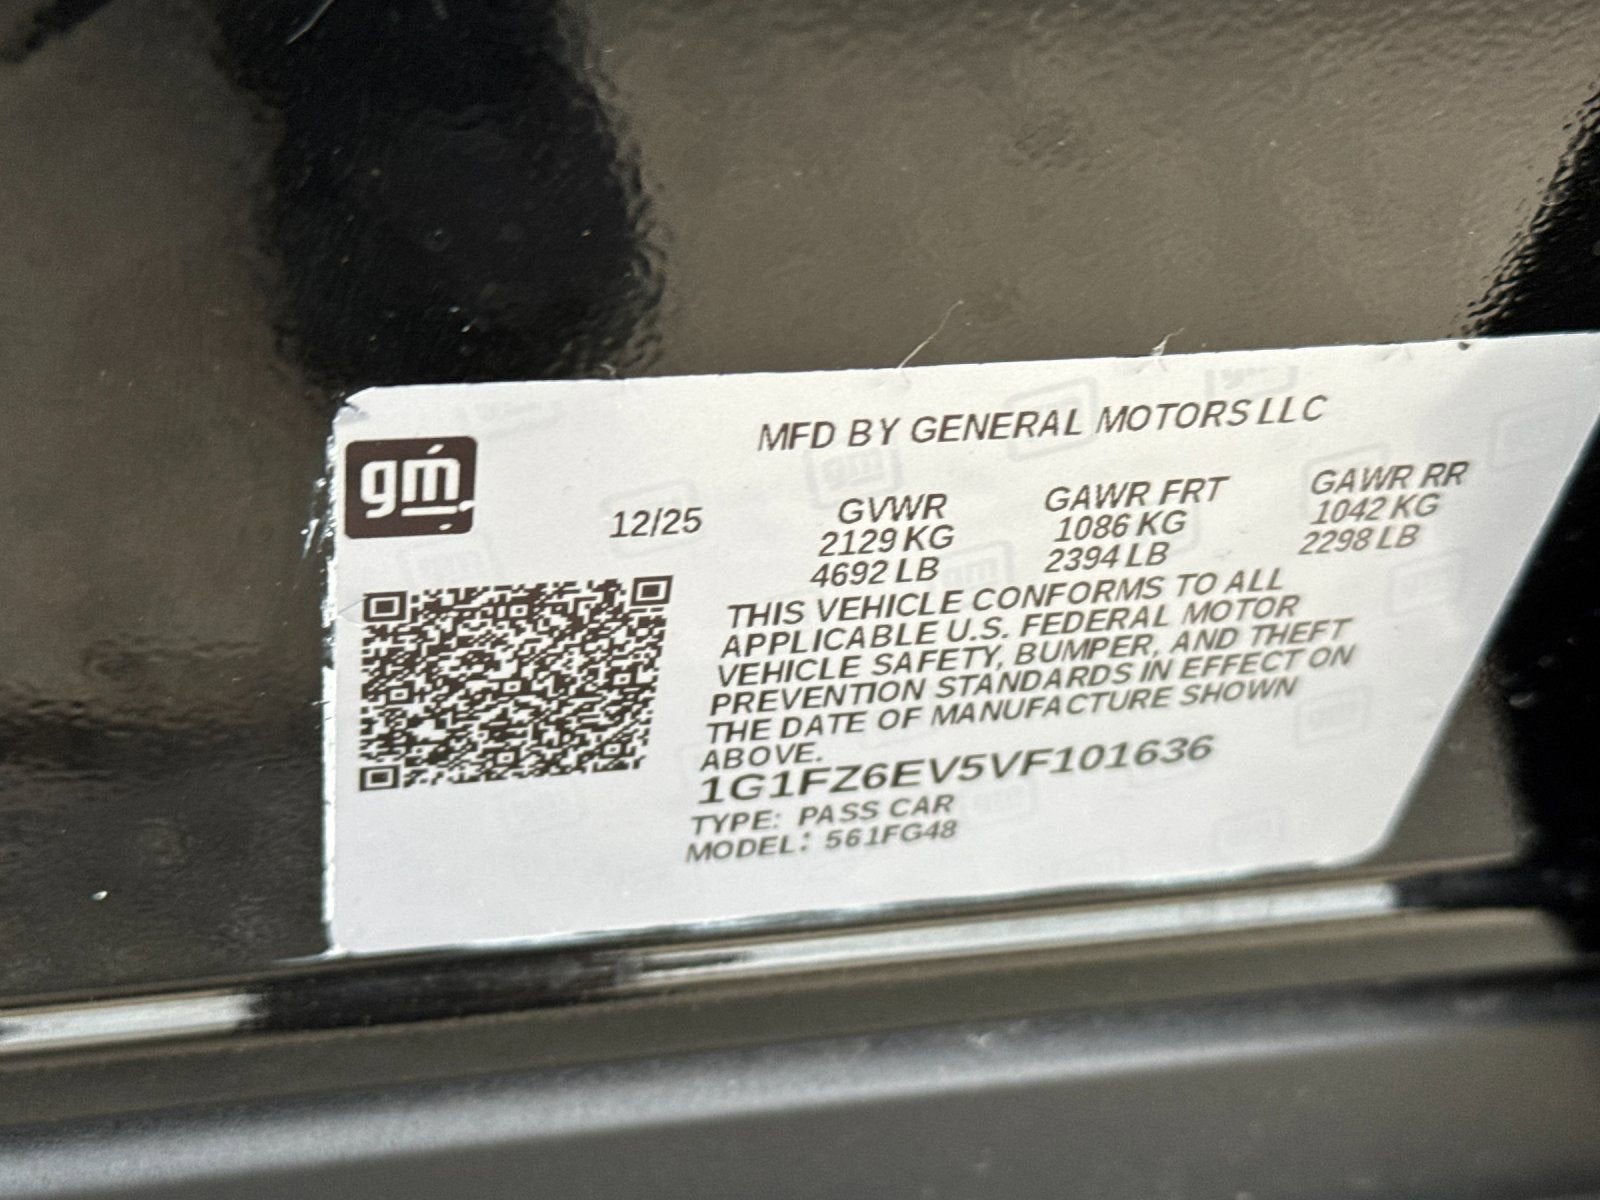 gm
MFD BY GENERAL MOTORS LLC
12/25
GVWR GAWR FRT GAWR RR
2129 KG 1086 KG 1042 KG
4692 LB 2394 LB 2298 LB
THIS VEHICLE CONFORMS TO ALL
APPLICABLE U.S. FEDERAL MOTOR
VEHICLE SAFETY, BUMPER, AND THEFT
PREVENTION STANDARDS IN EFFECT ON
THE DATE OF MANUFACTURE SHOWN
ABOVE.
1G1FZ6EV5VF101636
TYPE: PASS CAR
MODEL: 561FG48